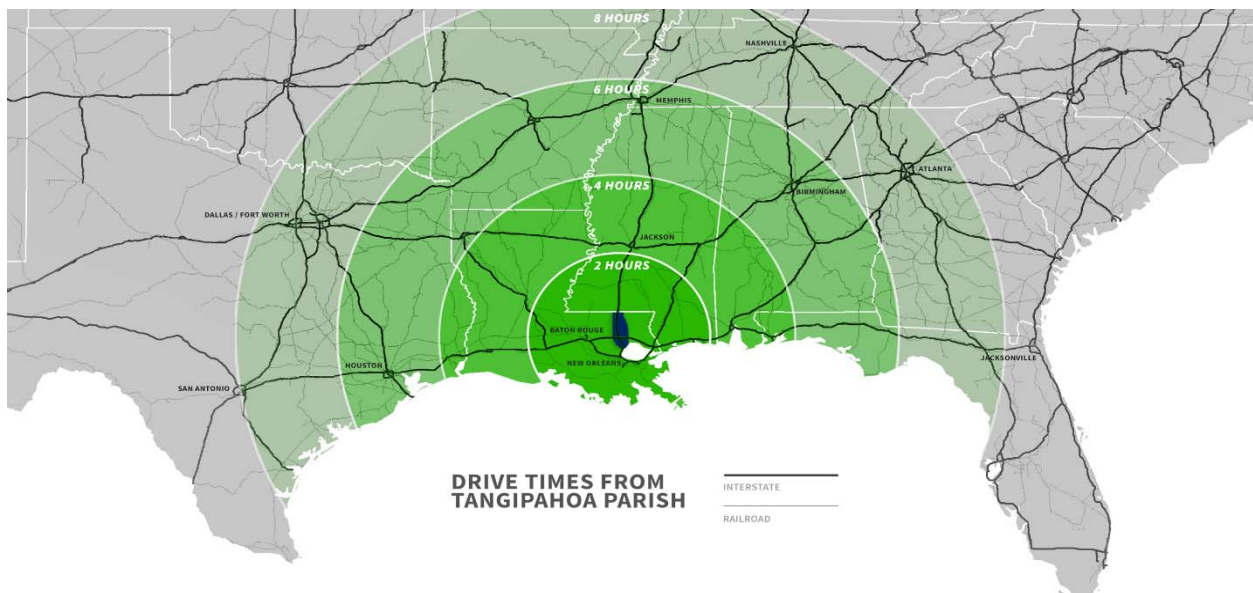 8 HOURS
NASHVILLE
6 HOURS
MEMPHIS
ATLANTA
4 HOURS
BIRMINGHAM
DALLAS / FORT WORTH
JACKSON
2 HOURS
BATON ROUGE
NEW ORLEANS
JACKSONVILLE
HOUSTON
SAN ANTONIO
DRIVE TIMES FROM
TANGIPAHOA PARISH
INTERSTATE
RAILROAD